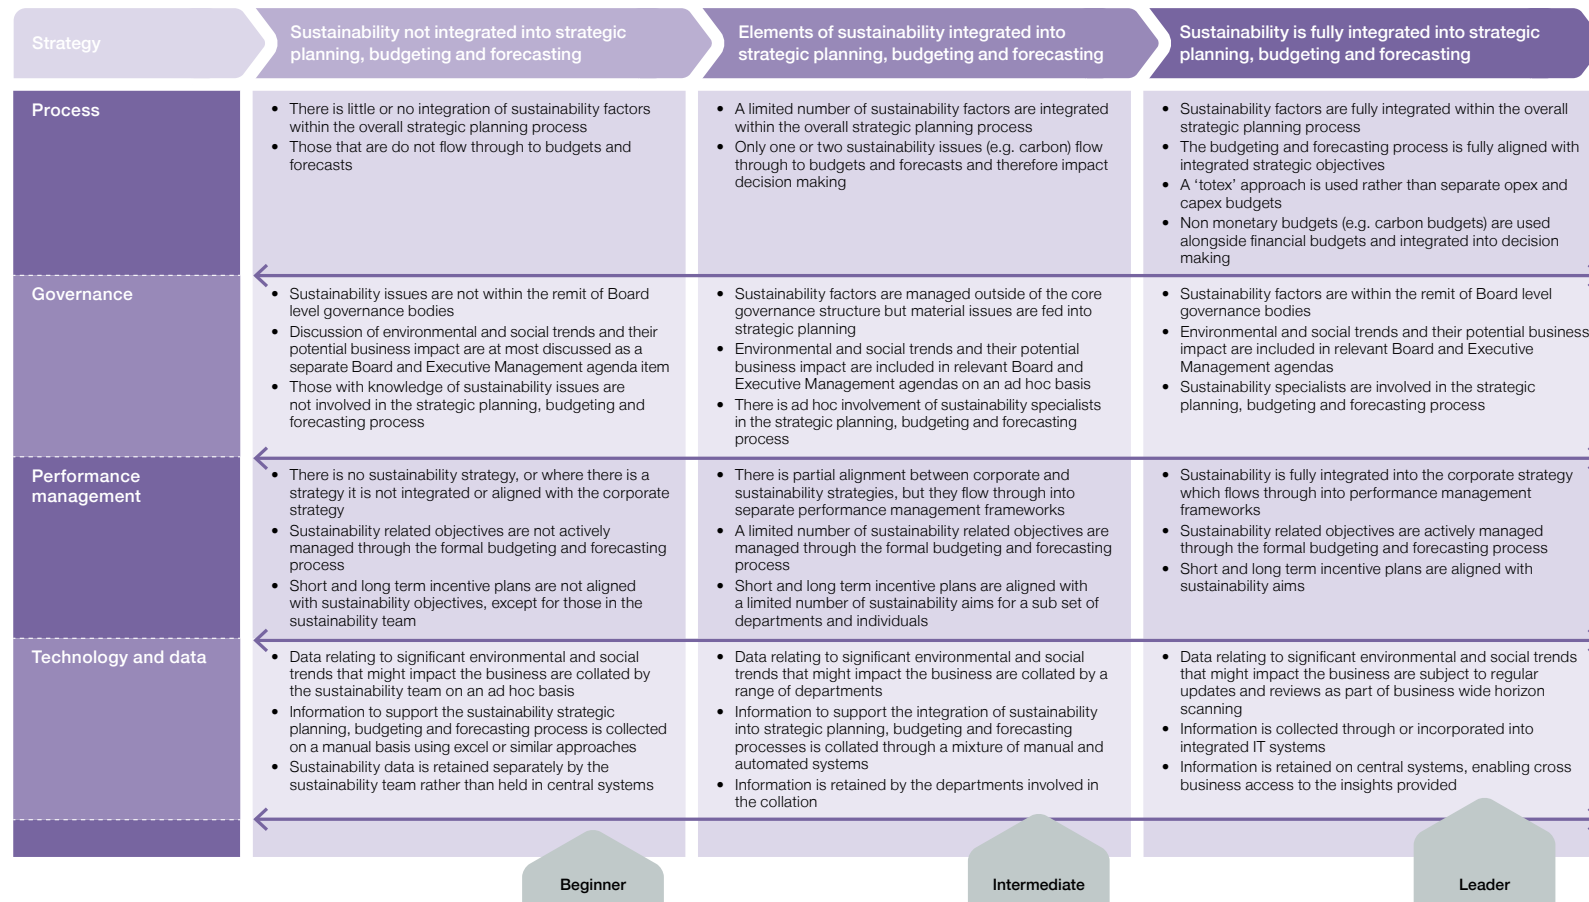 Strategy
Sustainability not integrated into strategic
planning, budgeting and forecasting
Elements of sustainability integrated into
strategic planning, budgeting and forecasting
Sustainability is fully integrated into strategic
planning, budgeting and forecasting
Process
• There is little or no integration of sustainability factors
within the overall strategic planning process
• Those that are do not flow through to budgets and
forecasts
• A limited number of sustainability factors are integrated
within the overall strategic planning process
• Only one or two sustainability issues (e.g. carbon) flow
through to budgets and forecasts and therefore impact
decision making
• Sustainability factors are fully integrated within the overall
strategic planning process
• The budgeting and forecasting process is fully aligned with
integrated strategic objectives
• A ‘totex’ approach is used rather than separate opex and
capex budgets
• Non monetary budgets (e.g. carbon budgets) are used
alongside financial budgets and integrated into decision
making
Governance
• Sustainability issues are not within the remit of Board
level governance bodies
• Discussion of environmental and social trends and their
potential business impact are at most discussed as a
separate Board and Executive Management agenda item
• Those with knowledge of sustainability issues are
not involved in the strategic planning, budgeting and
forecasting process
• Sustainability factors are managed outside of the core
governance structure but material issues are fed into
strategic planning
• Environmental and social trends and their potential
business impact are included in relevant Board and
Executive Management agendas on an ad hoc basis
• There is ad hoc involvement of sustainability specialists
in the strategic planning, budgeting and forecasting
process
• Sustainability factors are within the remit of Board level
governance bodies
• Environmental and social trends and their potential business
impact are included in relevant Board and Executive
Management agendas
• Sustainability specialists are involved in the strategic
planning, budgeting and forecasting process
Performance
management
• There is no sustainability strategy, or where there is a
strategy it is not integrated or aligned with the corporate
strategy
• Sustainability related objectives are not actively
managed through the formal budgeting and forecasting
process
• Short and long term incentive plans are not aligned
with sustainability objectives, except for those in the
sustainability team
• There is partial alignment between corporate and
sustainability strategies, but they flow through into
separate performance management frameworks
• A limited number of sustainability related objectives are
managed through the formal budgeting and forecasting
process
• Short and long term incentive plans are aligned with
a limited number of sustainability aims for a sub set of
departments and individuals
• Sustainability is fully integrated into the corporate strategy
which flows through into performance management
frameworks
• Sustainability related objectives are actively managed
through the formal budgeting and forecasting process
• Short and long term incentive plans are aligned with
sustainability aims
Technology and data
• Data relating to significant environmental and social
trends that might impact the business are collated by
the sustainability team on an ad hoc basis
• Information to support the sustainability strategic
planning, budgeting and forecasting process is collected
on a manual basis using excel or similar approaches
• Sustainability data is retained separately by the
sustainability team rather than held in central systems
• Data relating to significant environmental and social
trends that might impact the business are collated by a
range of departments
• Information to support the integration of sustainability
into strategic planning, budgeting and forecasting
processes is collated through a mixture of manual and
automated systems
• Information is retained by the departments involved in
the collation
• Data relating to significant environmental and social trends
that might impact the business are subject to regular
updates and reviews as part of business wide horizon
scanning
• Information is collected through or incorporated into
integrated IT systems
• Information is retained on central systems, enabling cross
business access to the insights provided
Beginner
Intermediate
Leader